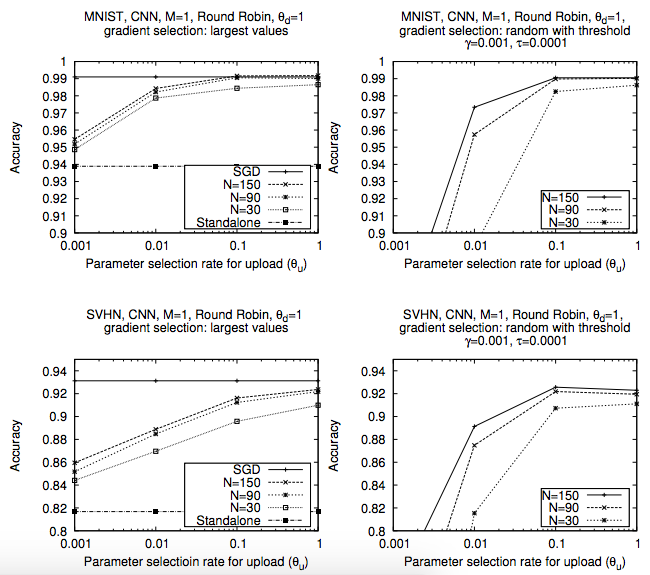 MNIST, CNN, M=1, Round Robin, θd=1
gradient selection: largest values
1
0.99
0.98
0.97
0.96
0.95
0.94
0.93
0.92
0.91
0.9
Accuracy
SGD
N=150
N=90
N=30
Standalone
0.001 0.01 0.1 1
Parameter selection rate for upload (θu)
MNIST, CNN, M=1, Round Robin, θd=1,
gradient selection: random with threshold
γ=0.001, τ=0.0001
1
0.99
0.98
0.97
0.96
0.95
0.94
0.93
0.92
0.91
0.9
Accuracy
N=150
N=90
N=30
0.001 0.01 0.1 1
Parameter selection rate for upload (θu)
SVHN, CNN, M=1, Round Robin, θd=1
gradient selection: largest values
0.94
0.92
0.9
0.88
0.86
0.84
0.82
0.8
Accuracy
SGD
N=150
N=90
N=30
Standalone
0.001 0.01 0.1 1
Parameter selectioin rate for upload (θu)
SVHN, CNN, M=1, Round Robin, θd=1,
gradient selection: random with threshold
γ=0.001, τ=0.0001
0.94
0.92
0.9
0.88
0.86
0.84
0.82
0.8
Accuracy
N=150
N=90
N=30
0.001 0.01 0.1 1
Parameter selection rate for upload (θu)